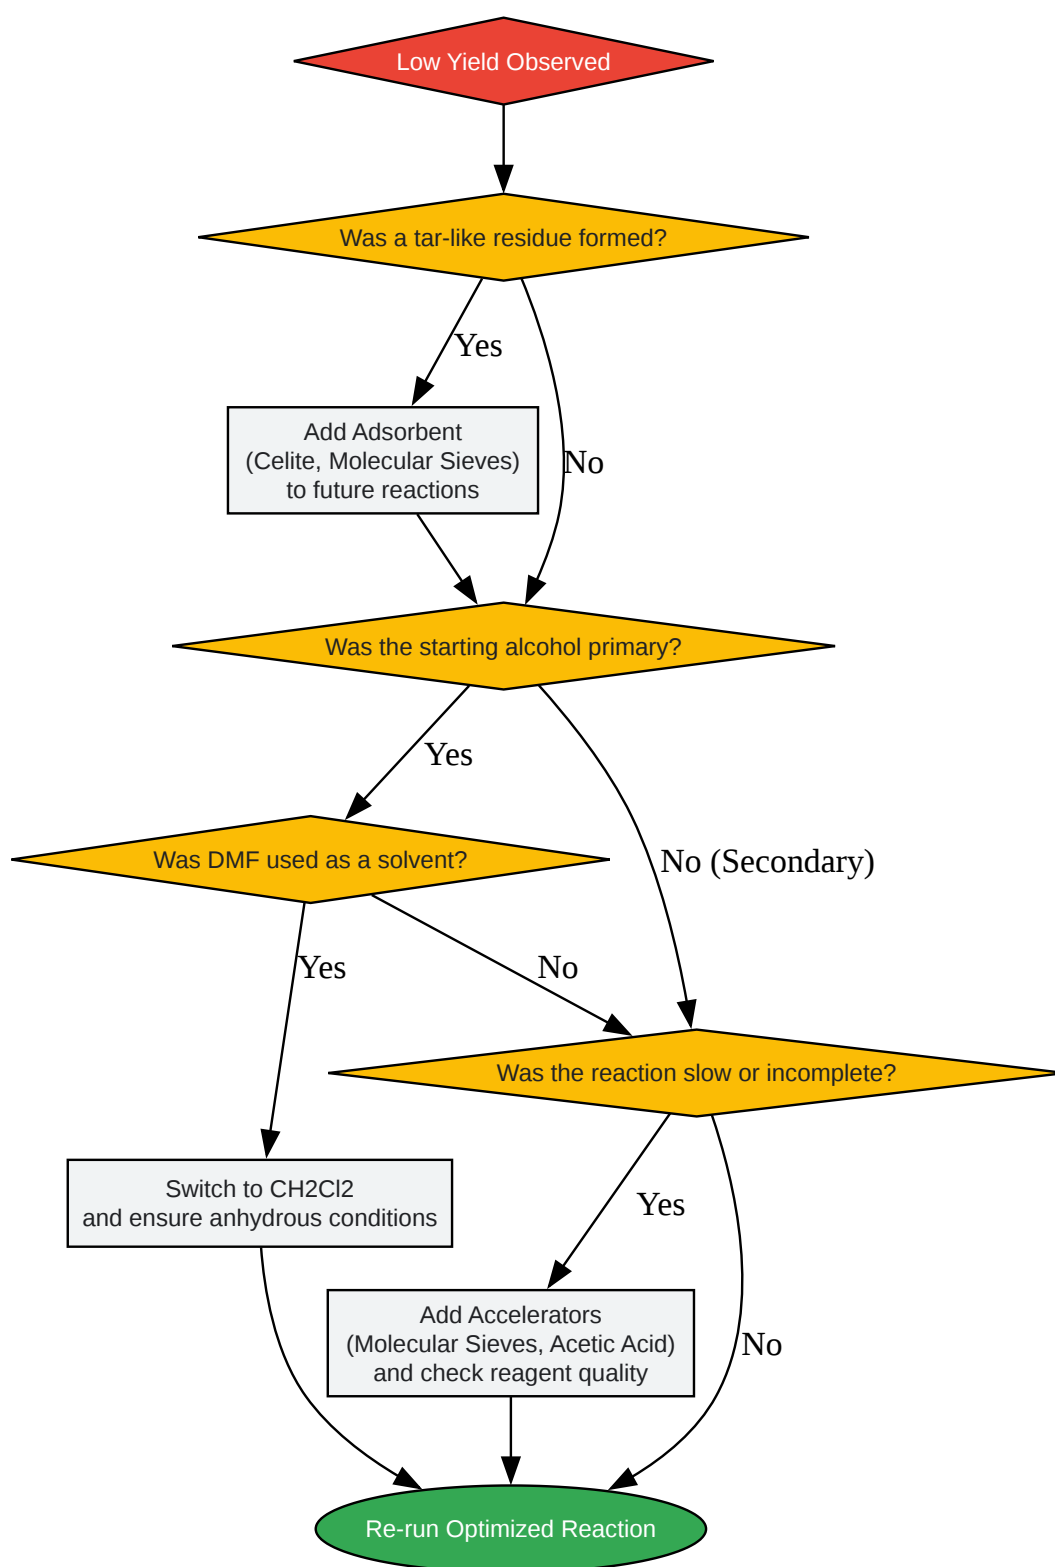 Low Yield Observed
Was a tar-like residue formed?
Yes
Add Adsorbent
(Celite, Molecular Sieves)
to future reactions
No
Was the starting alcohol primary?
Yes
Was DMF used as a solvent?
No (Secondary)
Yes
No
Was the reaction slow or incomplete?
Switch to CH2Cl2
and ensure anhydrous conditions
Yes
Add Accelerators
(Molecular Sieves, Acetic Acid)
and check reagent quality
No
Re-run Optimized Reaction